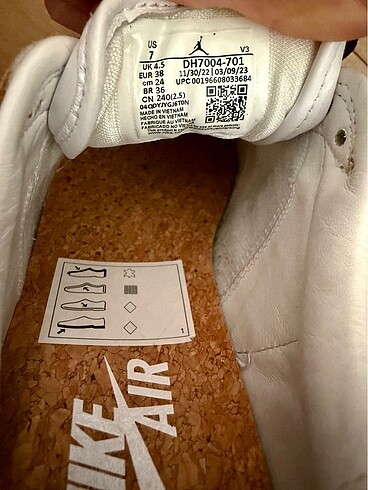 US
7
V3
UK 4.5
EUR 38
cm 24
BR 36
CN 240(2.5)
DH7004-701
11/30/22 | 03/09/23
UPC 00196608033684
MADE IN VIETNAM
HECHO EN VIETNAM
FABRIQUE AU VIETNAM
1
NIKE
AIR